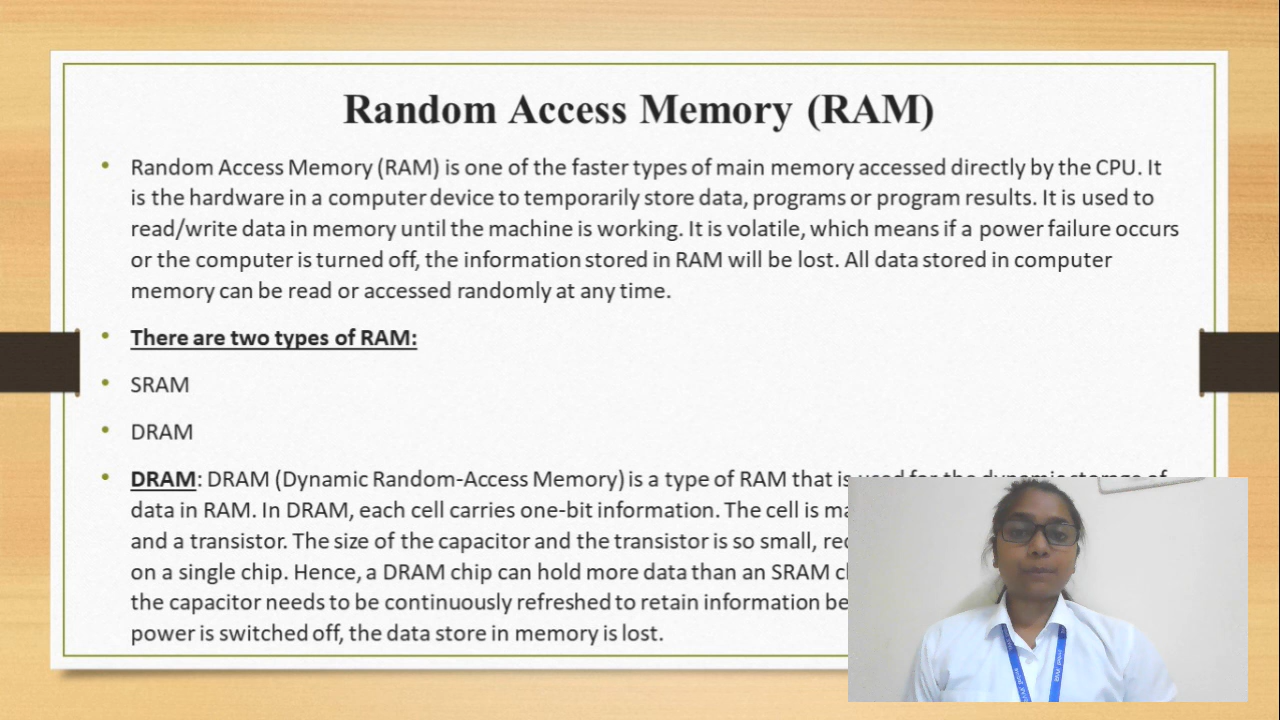 Random Access Memory (RAM)
• Random Access Memory (RAM) is one of the faster types of main memory accessed directly by the CPU. It
is the hardware in a computer device to temporarily store data, programs or program results. It is used to
read/write data in memory until the machine is working. It is volatile, which means if a power failure occurs
or the computer is turned off, the information stored in RAM will be lost. All data stored in computer
memory can be read or accessed randomly at any time.
• There are two types of RAM:
• SRAM
• DRAM
• DRAM: DRAM (Dynamic Random-Access Memory) is a type of RAM that is used for the dynamic storage of
data in RAM. In DRAM, each cell carries one-bit information. The cell is
and a transistor. The size of the capacitor and the transistor is so small,
on a single chip. Hence, a DRAM chip can hold more data than an SRAM
the capacitor needs to be continuously refreshed to retain information
power is switched off, the data store in memory is lost.